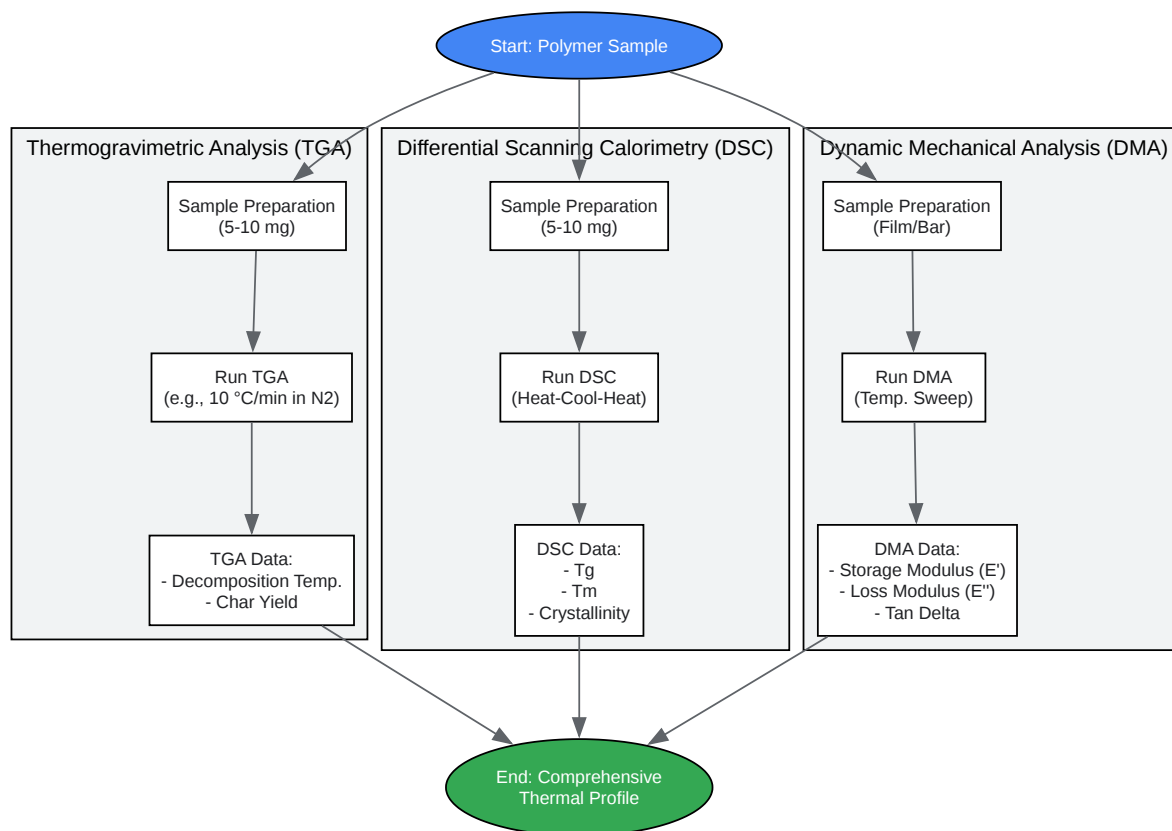 Start: Polymer Sample
Thermogravimetric Analysis (TGA)
Sample Preparation
(5-10 mg)
Run TGA
(e.g., 10 °C/min in N2)
TGA Data:
- Decomposition Temp.
- Char Yield
Differential Scanning Calorimetry (DSC)
Sample Preparation
(5-10 mg)
Run DSC
(Heat-Cool-Heat)
DSC Data:
- Tg
- Tm
- Crystallinity
Dynamic Mechanical Analysis (DMA)
Sample Preparation
(Film/Bar)
Run DMA
(Temp. Sweep)
DMA Data:
- Storage Modulus (E')
- Loss Modulus (E'')
- Tan Delta
End: Comprehensive
Thermal Profile